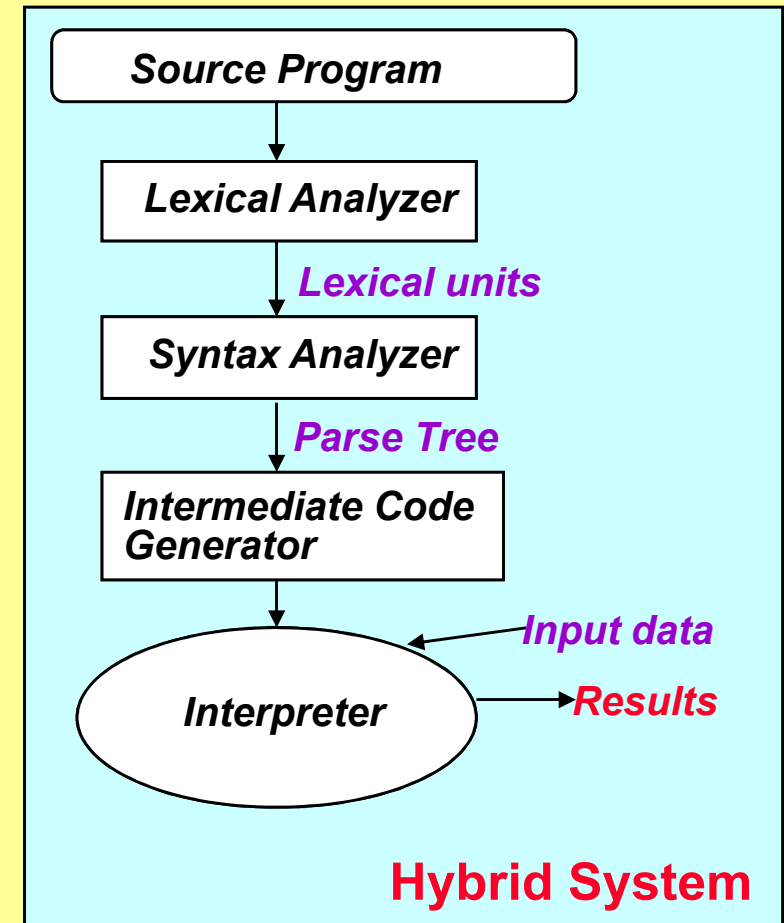 Source Program
Lexical Analyzer
Lexical units
Syntax Analyzer
Parse Tree
Intermediate Code
Generator
Input data
Interpreter
Results
Hybrid System